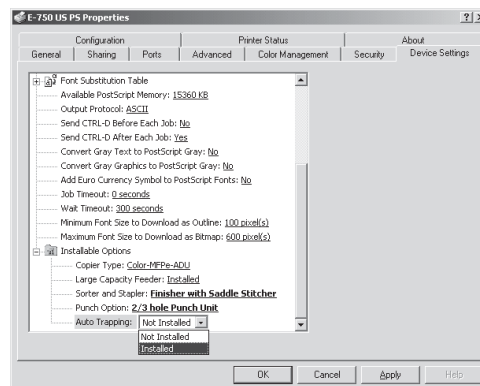 E-750 US PS Properties
Configuration Printer Status About
General Sharing Ports Advanced Color Management Security Device Settings
Font Substitution Table
Available PostScript Memory: 15360 KB
Output Protocol: ASCII
Send CTRL-D Before Each Job: No
Send CTRL-D After Each Job: Yes
Convert Gray Text to PostScript Gray: No
Convert Gray Graphics to PostScript Gray: No
Add Euro Currency Symbol to PostScript Fonts: No
Job Timeout: 0 seconds
Wait Timeout: 300 seconds
Minimum Font Size to Download as Outline: 100 pixel(s)
Maximum Font Size to Download as Bitmap: 600 pixel(s)
Installable Options
Copier Type: Color-MFPe-ADU
Large Capacity Feeder: Installed
Sorter and Stapler: Finisher with Saddle Stitcher
Punch Option: 2/3 hole Punch Unit
Auto Trapping: Not Installed
Not Installed
Installed
OK Cancel Apply Help